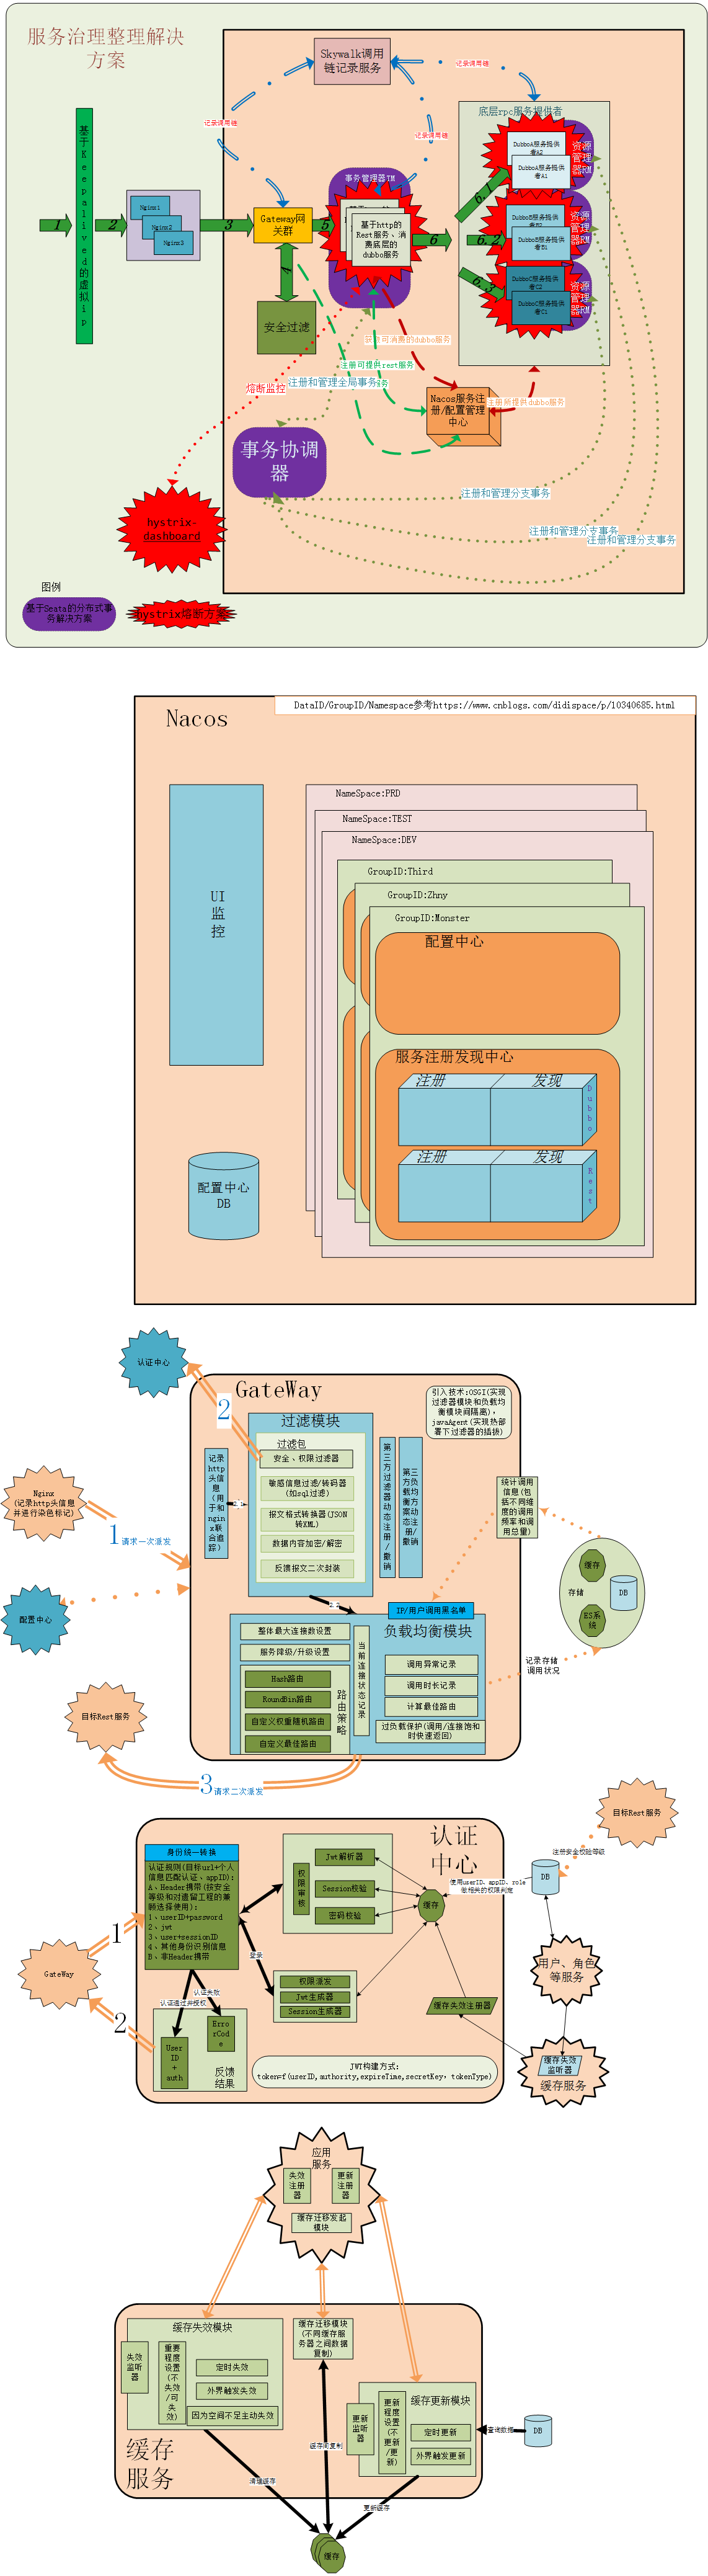 服务治理整理解决
方案
Skywalk调用
链记录服务
记录调用链
记录调用链
记录调用链
底层rpc服务提供者
DubboA服务提供
者A2
DubboA服务提供
者A1
资源
管理
器RM
DubboB服务提供
DubboB服务提供
者B1
资源
管理
器RM
DubboC服务提供
者C2
DubboC服务提供
者C1
资源
管理
器RM
基于Keepalived的虚拟ip
1
2
Nginx1
Nginx2
Nginx3
3
Gateway网
关群
4
安全过滤
5
事务管理器TM
基于http的
Rest服务、消
费底层的
dubbo服务
6
6.1
6.2
6.3
可消费的dubbo服务
注册可提供rest服务
熔断监控
注册和管理全局事务
Nacos服务注
册/配置管理
中心
注册所提供dubbo服务
事务协调
器
注册和管理分支事务
注册和管理分支事务
注册和管理分支事务
hystrix-
dashboard
图例
基于Seata的分布式事
务解决方案
hystrix熔断方案
DataID/GroupID/Namespace参考https://www.cnblogs.com/didispace/p/10340685.html
Nacos
NameSpace:PRD
NameSpace:TEST
NameSpace:DEV
GroupID:Third
GroupID:Zhny
GroupID:Monster
UI
监
控
配置中心
服务注册发现中心
注册
发现
Dubbo
注册
发现
Rest
配置中心
DB
认证中心
GateWay
引入技术:OSGI(实现
过滤器模块和负载均
衡模块间隔离),
javaAgent(实现热部
署下过滤器的插拔)
2
过滤模块
过滤包
安全、权限过滤器
敏感信息过滤/转码器
(如sql过滤)
报文格式转换器(JSON
转XML)
数据内容加密/解密
反馈报文二次封装
记录
http
头信
息
(用
于和
ngin
x联
合追
踪)
2.1
第三方过滤器动态注册/撤销
第三方负载均衡方案动态注册/撤销
统计调用
信息(包
括不同维
度的调用
频率和调
用总量)
Nginx
(记录http头信息
并进行染色标记)
1请求一次派发
配置中心
缓存
存储
DB
ES系
统
记录存储
调用状况
2.2
IP/用户调用黑名单
整体最大连接数设置
服务降级/升级设置
负载均衡模块
Hash路由
RoundBin路由
自定义权重随机路由
自定义最佳路由
路由策略
当前连接状态记录
调用异常记录
调用时长记录
计算最佳路由
过负载保护(调用/连接饱和
时快速返回)
目标Rest服务
3请求二次派发
认证
中心
身份统一转换
认证规则(目标url+个人
信息匹配认证、appID):
A、Header携带(按安全
等级和对遗留工程的兼
顾选择使用):
1、userID+password
2、jwt
3、user+sessionID
4、其他身份识别信息
B、非Header携带
权限审核
Jwt解析器
Session校验
密码校验
缓存
使用userID、appID、role
做相关的权限判定
DB
注册安全权险等级
目标Rest服务
GateWay
1
2
登录
认证失败
认证通过并授权
权限派发
Jwt生成器
Session生成器
User
ID
+
auth
Erro
rCod
e
反馈
结果
JWT构建方式:
token=f(userID,authority,expireTime,secretKey，tokenType)
缓存失效注册器
用户、角色
等服务
缓存失效
监听器
缓存服务
应用
服务
失效
注册
器
更新
注册
器
缓存迁移发起
模块
缓存失效模块
失效
监听
器
重要
程度
设置
(不
失效
/可
失
效)
定时失效
外界触发失效
因为空间不足主动失效
缓存迁移模块
(不同缓存服
务器之间数据
复制)
缓存更新模块
更新
监听
器
更新
程度
设置
(不
更新
/更
新)
定时更新
外界触发更新
查询数据
DB
缓存
服务
清理缓存
缓存间复制
更新缓存
缓存